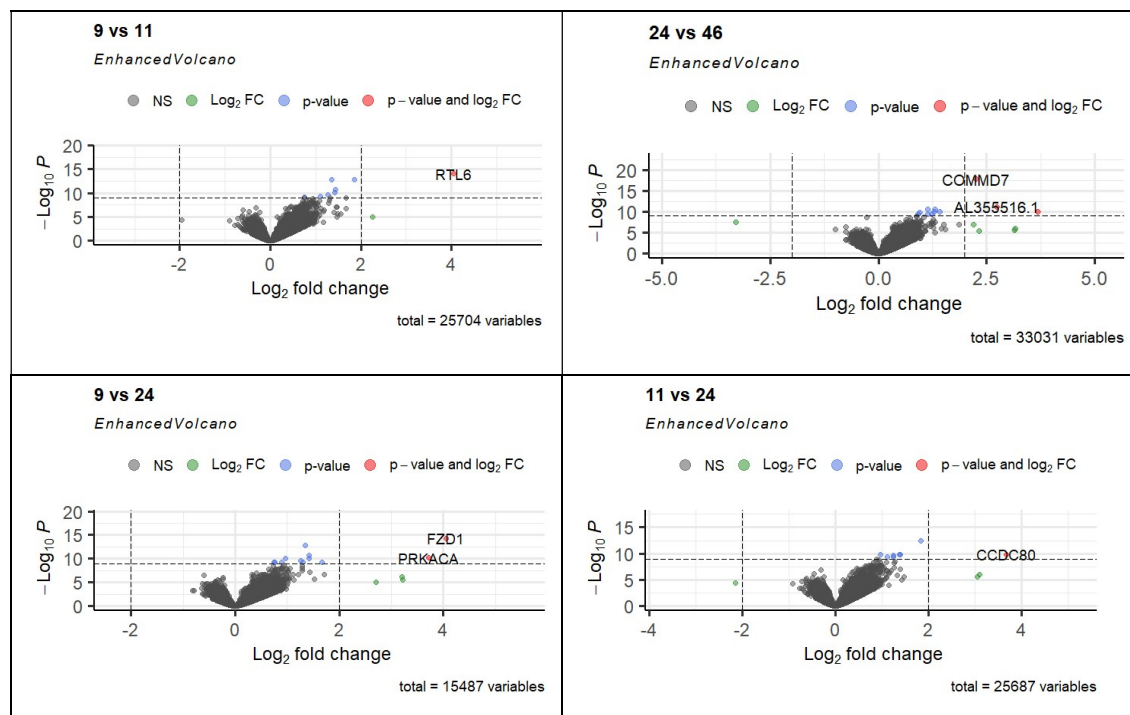 9 vs 11
EnhancedVolcano
NS Log2 FC p-value p – value and log2 FC
20
15
10
5
0
– Log10 P
RTL6
-2 0 2 4
Log2 fold change
total = 25704 variables
24 vs 46
EnhancedVolcano
NS Log2 FC p-value p – value and log2 FC
20
15
10
5
0
– Log10 P
COMMD7
AL355516.1
-5.0 -2.5 0.0 2.5 5.0
Log2 fold change
total = 33031 variables
9 vs 24
EnhancedVolcano
NS Log2 FC p-value p – value and log2 FC
20
15
10
5
0
– Log10 P
FZD1
PRKACA
-2 0 2 4
Log2 fold change
total = 15487 variables
11 vs 24
EnhancedVolcano
NS Log2 FC p-value p – value and log2 FC
15
10
5
0
– Log10 P
CCDC80
-4 -2 0 2 4
Log2 fold change
total = 25687 variables